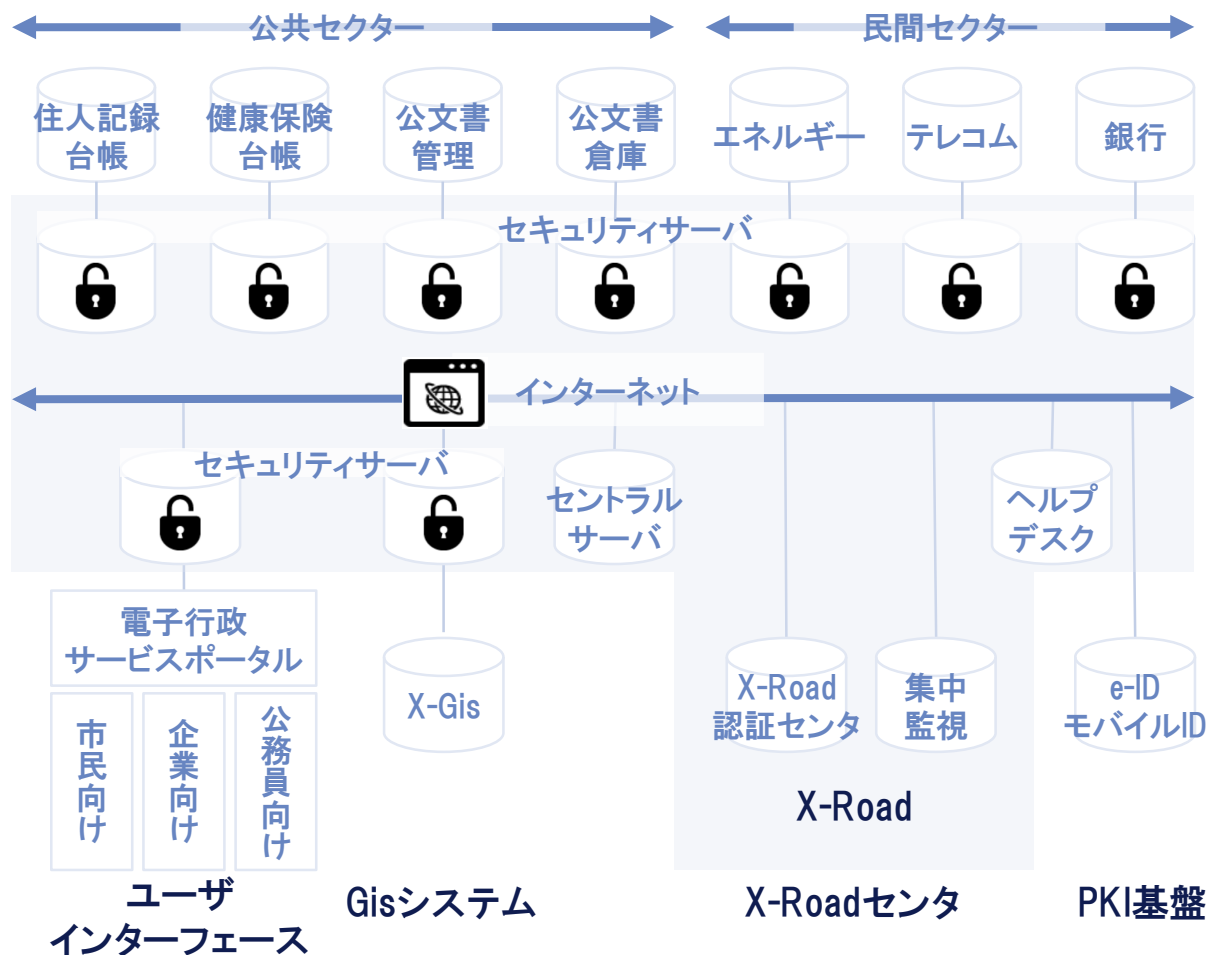 公共セクター
民間セクター
住人記録
台帳
健康保険
台帳
公文書
管理
公文書
倉庫
エネルギー
テレコム
銀行
セキュリティサーバ
インターネット
セキュリティサーバ
セントラル
サーバ
ヘルプ
デスク
電子行政
サービスポータル
市民向け
企業向け
公務員向け
X-Gis
X-Road
認証センタ
集中
監視
e-ID
モバイルID
X-Road
ユーザ
インターフェース
Gisシステム
X-Roadセンタ
PKI基盤